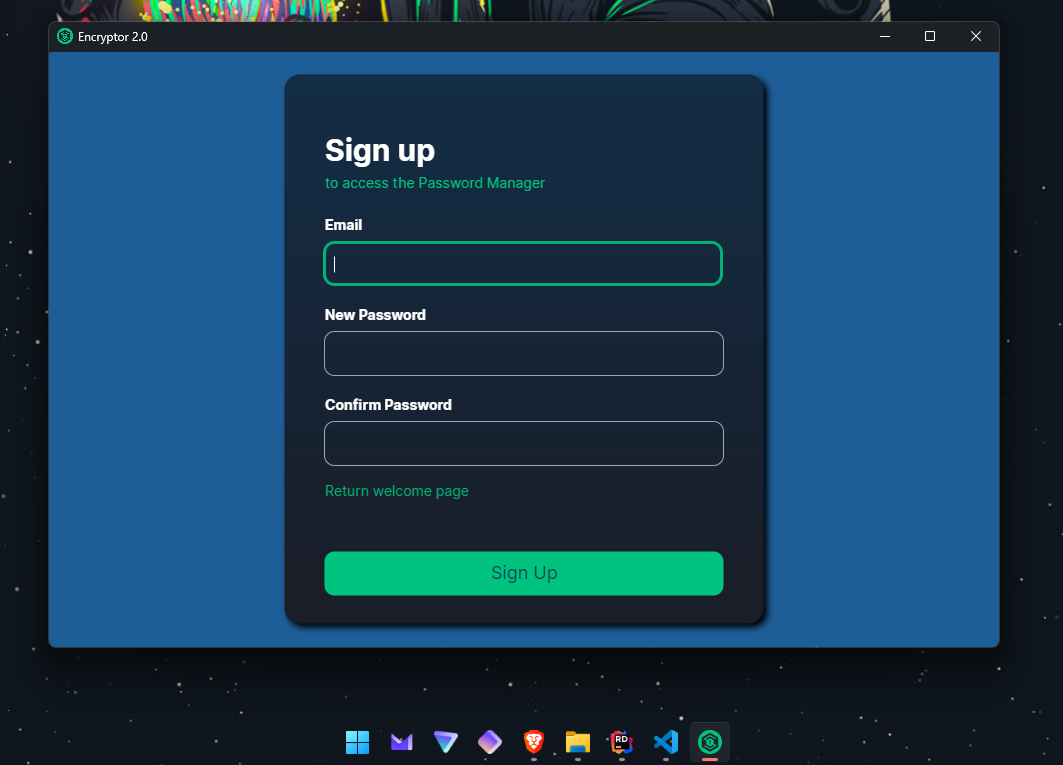 Encryptor 2.0
Sign up
to access the Password Manager
Email
New Password
Confirm Password
Return welcome page
Sign Up
RD